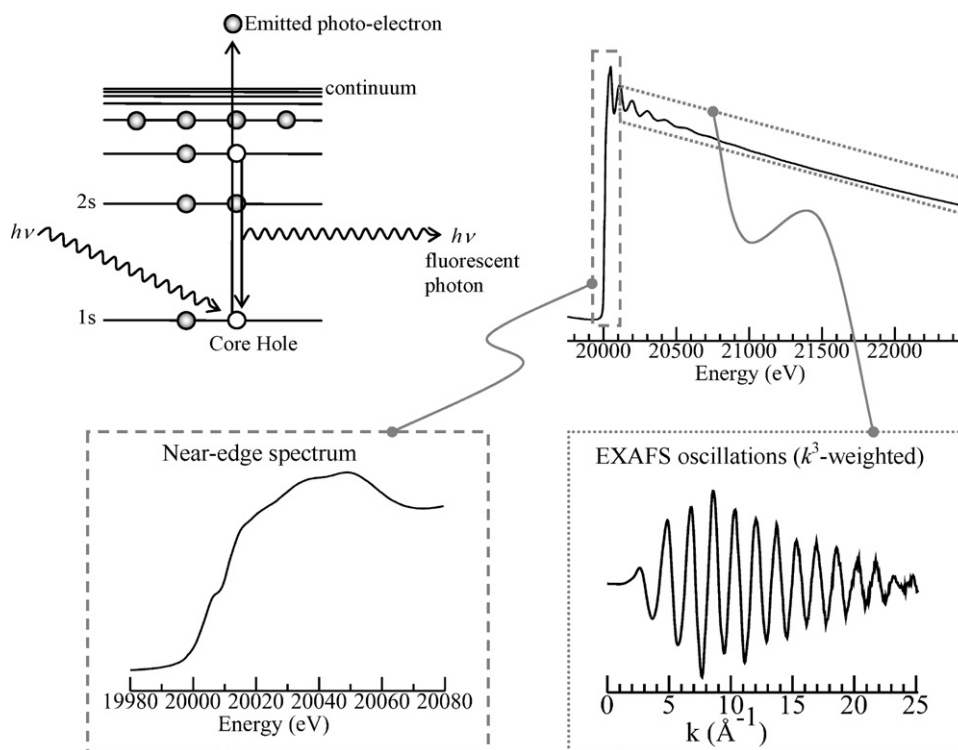 Emitted photo-electron
continuum
2s
hν
hν
fluorescent
photon
1s
Core Hole
20000 20500 21000 21500 22000
Energy (eV)
Near-edge spectrum
19980 20000 20020 20040 20060 20080
Energy (eV)
EXAFS oscillations (k³-weighted)
0 5 10 15 20 25
k (Å⁻¹)